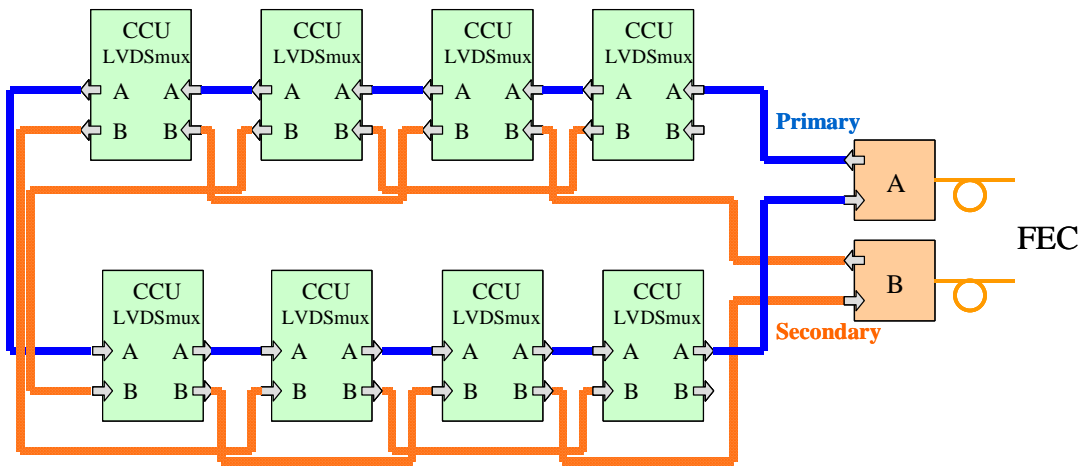 CCU CCU CCU CCU
LVDSmux LVDSmux LVDSmux LVDSmux
A A A A A A A A
B B B B B B B B
Primary
A
FEC
B
Secondary
CCU CCU CCU CCU
LVDSmux LVDSmux LVDSmux LVDSmux
A A A A A A A A
B B B B B B B B